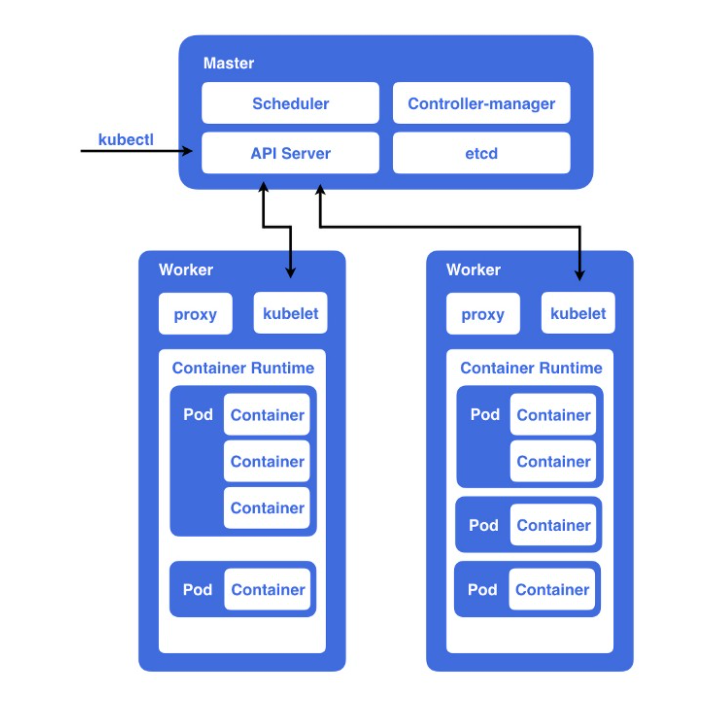 Master
Scheduler
Controller-manager
kubectl
API Server
etcd
Worker
proxy
kubelet
Container Runtime
Pod
Container
Container
Container
Pod
Container
Worker
proxy
kubelet
Container Runtime
Pod
Container
Container
Pod
Container
Pod
Container